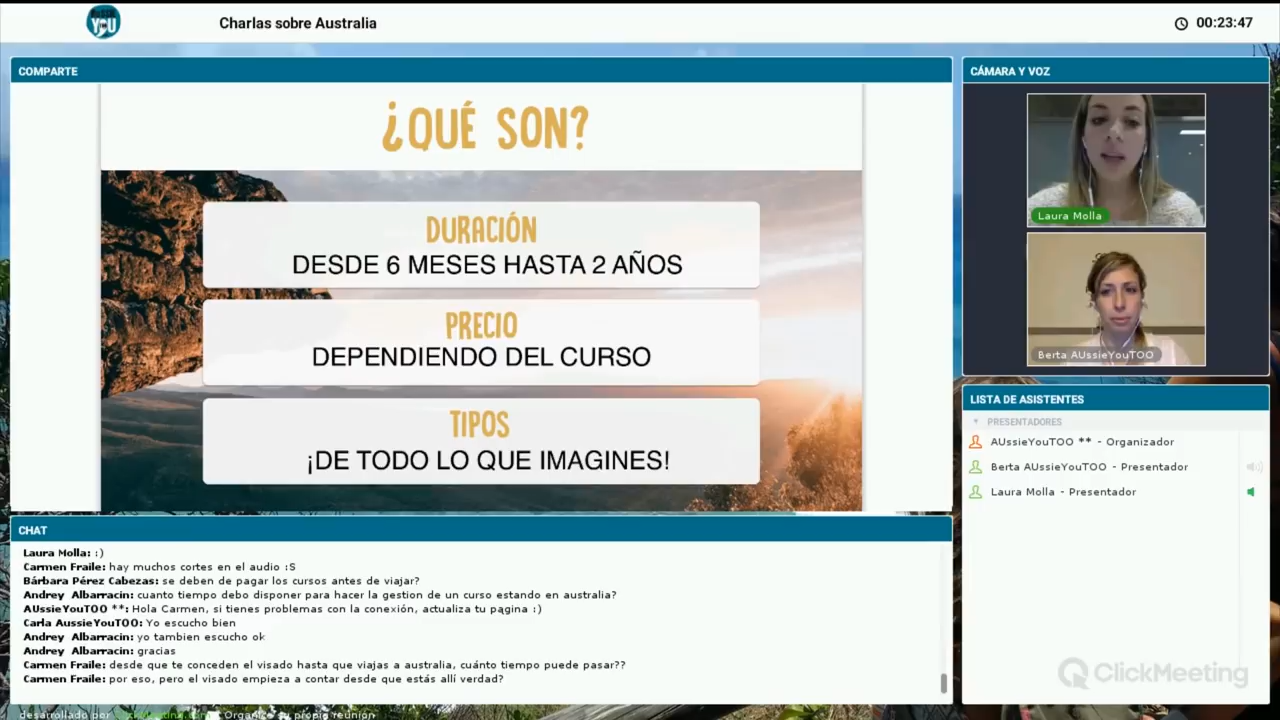 YOU
Charlas sobre Australia
00:23:47
COMPARTE
¿QUÉ SON?
DURACIÓN
DESDE 6 MESES HASTA 2 AÑOS
PRECIO
DEPENDIENDO DEL CURSO
TIPOS
¡DE TODO LO QUE IMAGINES!
CÁMARA Y VOZ
Laura Molla
Berta AUssieYouTOO
LISTA DE ASISTENTES
PRESENTADORES
AUssieYouTOO ** - Organizador
Berta AUssieYouTOO - Presentador
Laura Molla - Presentador
ClickMeeting
CHAT
Laura Molla: :)
Carmen Fraile: hay muchos cortes en el audio :S
Bárbara Pérez Cabezas: se deben de pagar los cursos antes de viajar?
Andrey Albarracin: cuanto tiempo debo disponer para hacer la gestion de un curso estando en australia?
AUssieYouTOO **: Hola Carmen, si tienes problemas con la conexión, actualiza tu pagina :)
Carla AussieYouTOO: Yo escucho bien
Andrey Albarracin: yo tambien escucho ok
Andrey Albarracin: gracias
Carmen Fraile: desde que te conceden el visado hasta que viajas a australia, cuánto tiempo puede pasar??
Carmen Fraile: por eso, pero el visado empieza a contar desde que estás allí verdad?
desarrollado por su propia reunión